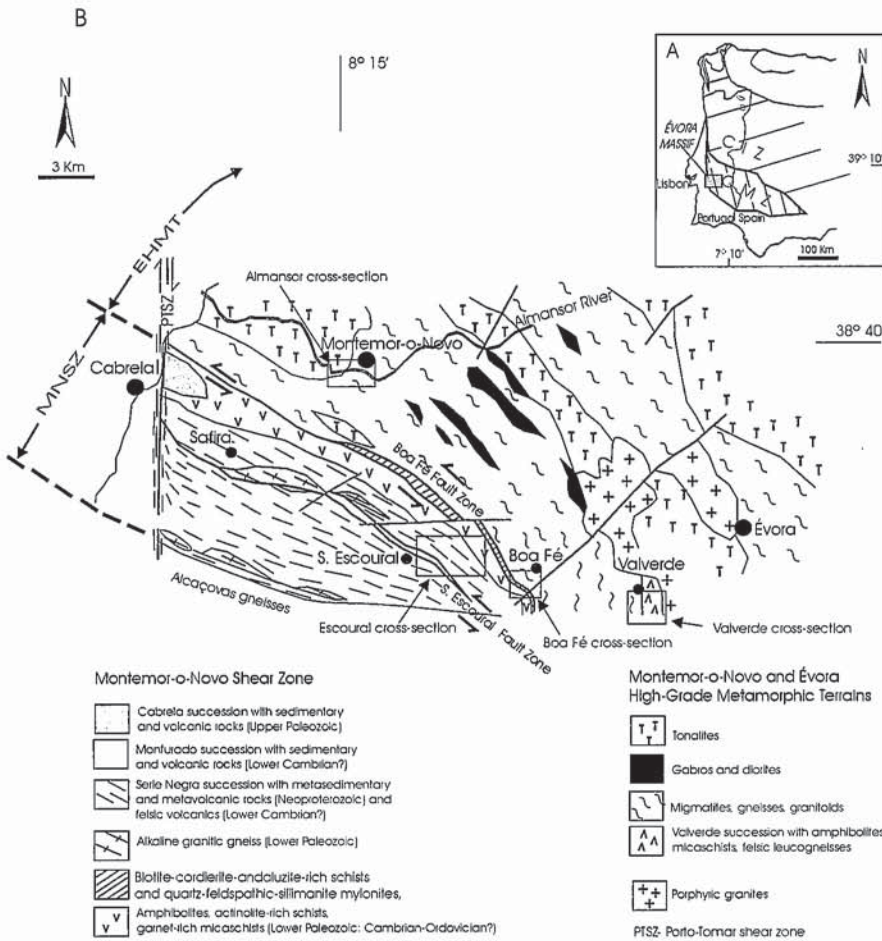 B
8° 15'
N
3 Km
A
N
ÉVORA
MASSIF
Lisbon
C
I
Z
O
M
Z
39° 10'
Portugal Spain
7° 10'
100 Km
EHMT
MNSZ
PTSZ
Almansor cross-section
Almansor River
Montemor-o-Novo
38° 40'
Cabrela
Safira
Boa Fé Fault Zone
S. Escoural
Boa Fé
Évora
Valverde
Alcaçovas gneisses
S. Escoural Fault Zone
Escoural cross-section
Boa Fé cross-section
Valverde cross-section
Montemor-o-Novo Shear Zone
Cabrela succession with sedimentary
and volcanic rocks (Upper Paleozoic)
Monfurado succession with sedimentary
and volcanic rocks (Lower Cambrian?)
Serie Negra succession with metasedimentary
and metavolcanic rocks (Neoproterozoic) and
felsic volcanics (Lower Cambrian?)
Alkaline granitic gneiss (Lower Paleozoic)
Biotite-cordierite-andaluzite-rich schists
and quartz-feldspathic-sillimanite mylonites,
Amphibolites, actinolite-rich schists,
garnet-rich micaschists (Lower Paleozoic: Cambrian-Ordovician?)
Montemor-o-Novo and Évora
High-Grade Metamorphic Terrains
Tonalites
Gabros and diorites
Migmatites, gneisses, granitoids
Valverde succession with amphibolites
micaschists, felsic leucogneisses
Porphyric granites
PTSZ- Porto-Tomar shear zone